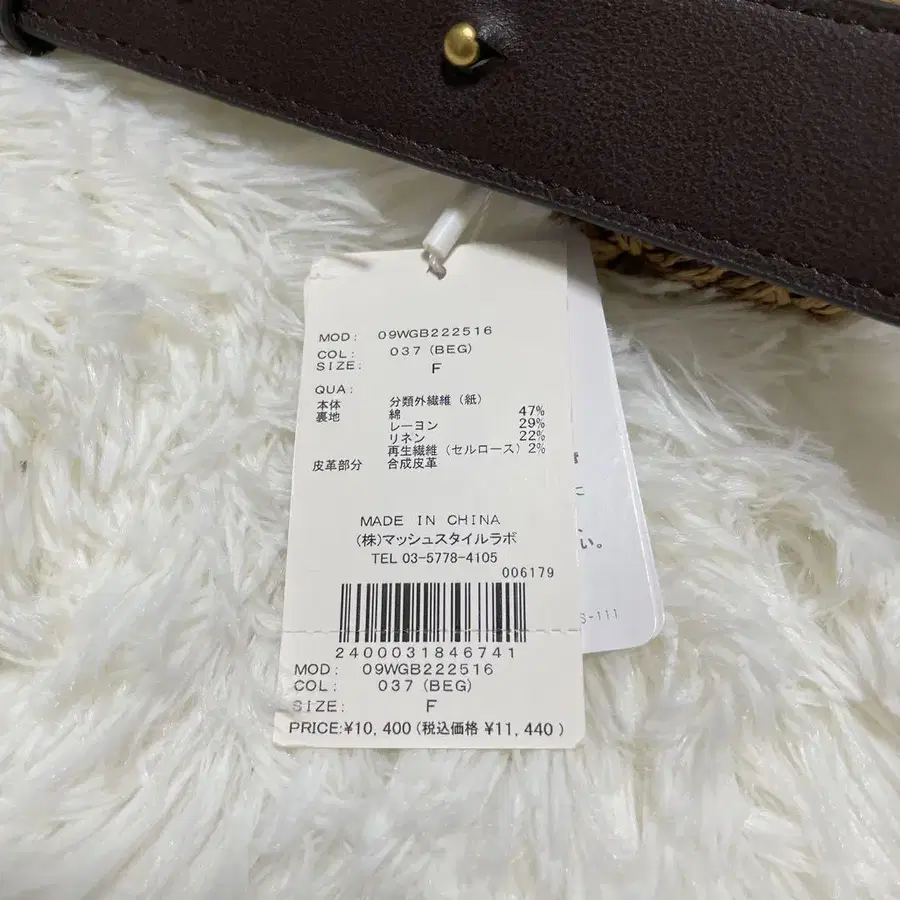 MOD: 09WGB222516
COL: 037 (BEG)
SIZE: F
QUA:
本体 分類外繊維（紙）
裏地 綿 47%
レーヨン 29%
リネン 22%
再生繊維（セルロース）2%
皮革部分 合成皮革
MADE IN CHINA
(株)マッシュスタイルラボ
TEL 03-5778-4105
006179
2400031846741
MOD: 09WGB222516
COL: 037 (BEG)
SIZE: F
PRICE:¥10,400(税込価格 ¥11,440)
に
い。
S-111